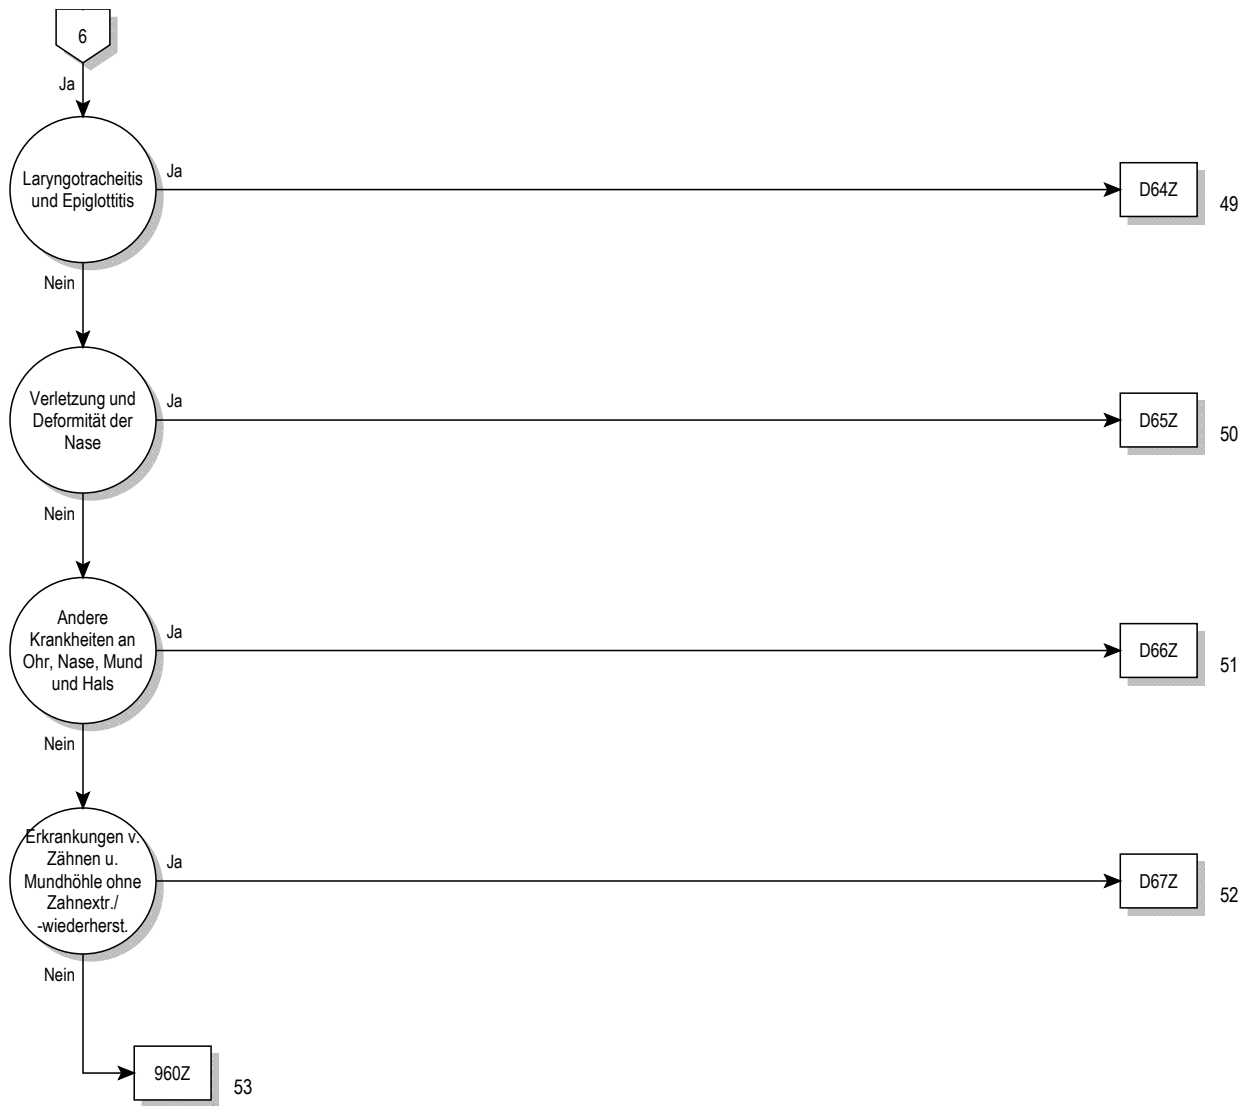 6
Ja
Laryngotracheitis
und Epiglottitis
Ja
D64Z
49
Nein
Verletzung und
Deformität der
Nase
Ja
D65Z
50
Nein
Andere
Krankheiten an
Ohr, Nase, Mund
und Hals
Ja
D66Z
51
Nein
Erkrankungen v.
Zähnen u.
Mundhöhle ohne
Zahnextr./
-wiederherst.
Ja
D67Z
52
Nein
960Z
53